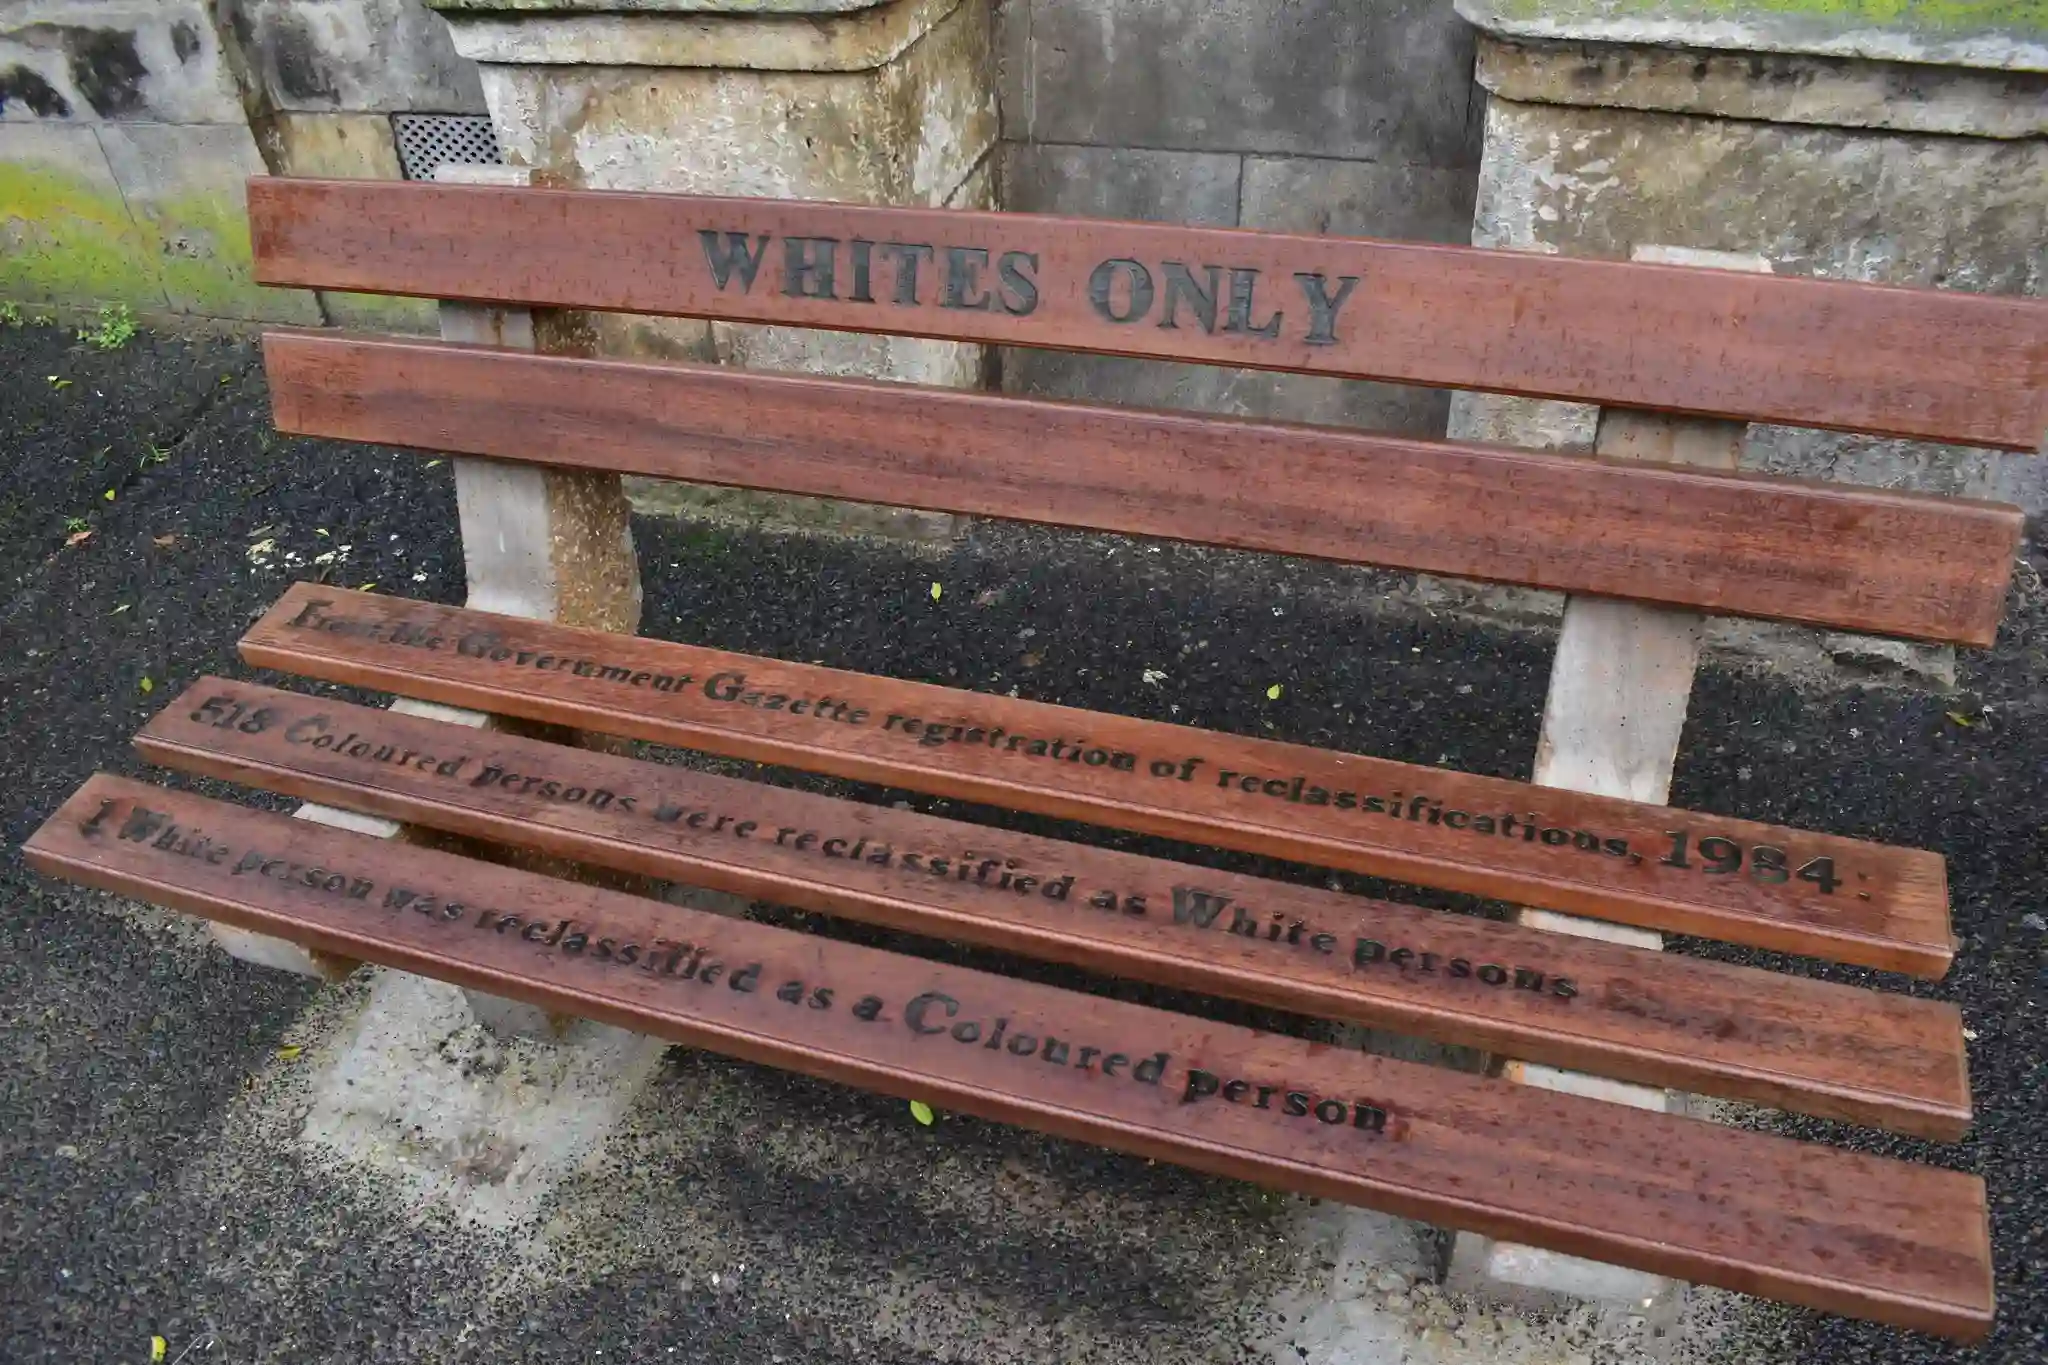 WHITES ONLY
From the Government Gazette registration of reclassifications, 1984:
518 Coloured persons were reclassified as White persons
1 White person was reclassified as a Coloured person